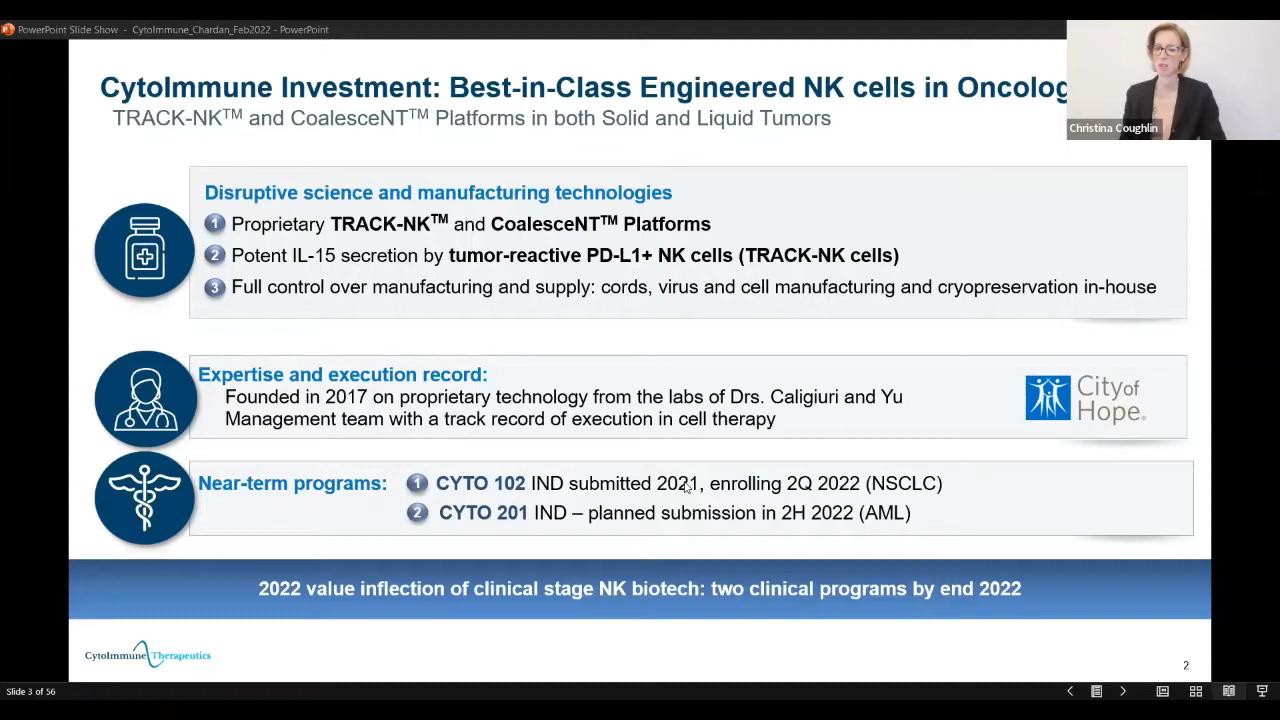 PowerPoint Slide Show - CytoImmune_Chardan_Feb2022 - PowerPoint
CytoImmune Investment: Best-in-Class Engineered NK cells in Oncolog
TRACK-NKTM and CoalesceNTTM Platforms in both Solid and Liquid Tumors
Christina Coughlin
Disruptive science and manufacturing technologies
1 Proprietary TRACK-NKTM and CoalesceNTTM Platforms
2 Potent IL-15 secretion by tumor-reactive PD-L1+ NK cells (TRACK-NK cells)
3 Full control over manufacturing and supply: cords, virus and cell manufacturing and cryopreservation in-house
Expertise and execution record:
Founded in 2017 on proprietary technology from the labs of Drs. Caligiuri and Yu
Management team with a track record of execution in cell therapy
City of
Hope®
Near-term programs:
1 CYTO 102 IND submitted 2021, enrolling 2Q 2022 (NSCLC)
2 CYTO 201 IND – planned submission in 2H 2022 (AML)
2022 value inflection of clinical stage NK biotech: two clinical programs by end 2022
CytoImmune Therapeutics
2
Slide 3 of 56